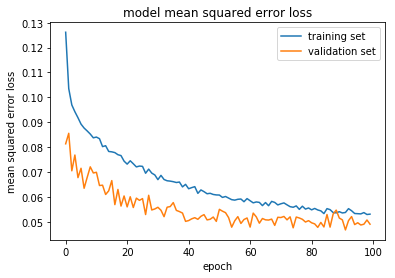 model mean squared error loss
training set
validation set
mean squared error loss
0.13
0.12
0.11
0.10
0.09
0.08
0.07
0.06
0.05
0 20 40 60 80 100
epoch